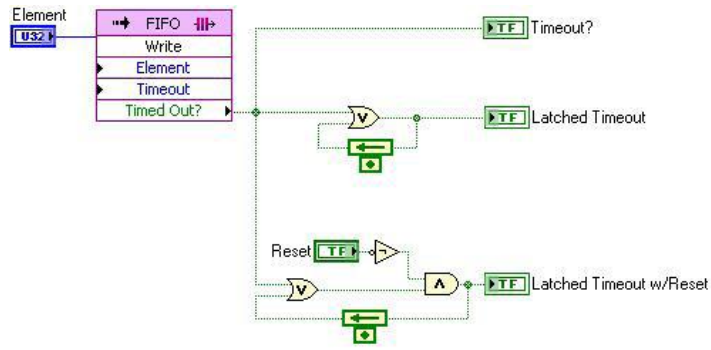 Element
U32
FIFO
Write
Element
Timeout
Timed Out?
TF
Timeout?
V
TF
Latched Timeout
Reset
TF
V
Λ
TF
Latched Timeout w/Reset